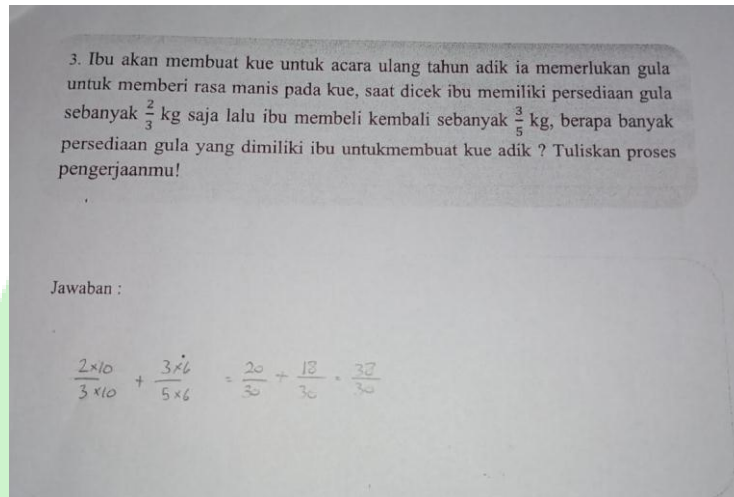 3. Ibu akan membuat kue untuk acara ulang tahun adik ia memerlukan gula
untuk memberi rasa manis pada kue, saat dicek ibu memiliki persediaan gula
sebanyak 2/3 kg saja lalu ibu membeli kembali sebanyak 3/5 kg, berapa banyak
persediaan gula yang dimiliki ibu untukmembuat kue adik ? Tuliskan proses
pengerjaanmu!
Jawaban :
2×10/3×10 + 3×6/5×6 = 20/30 + 18/30 = 38/30